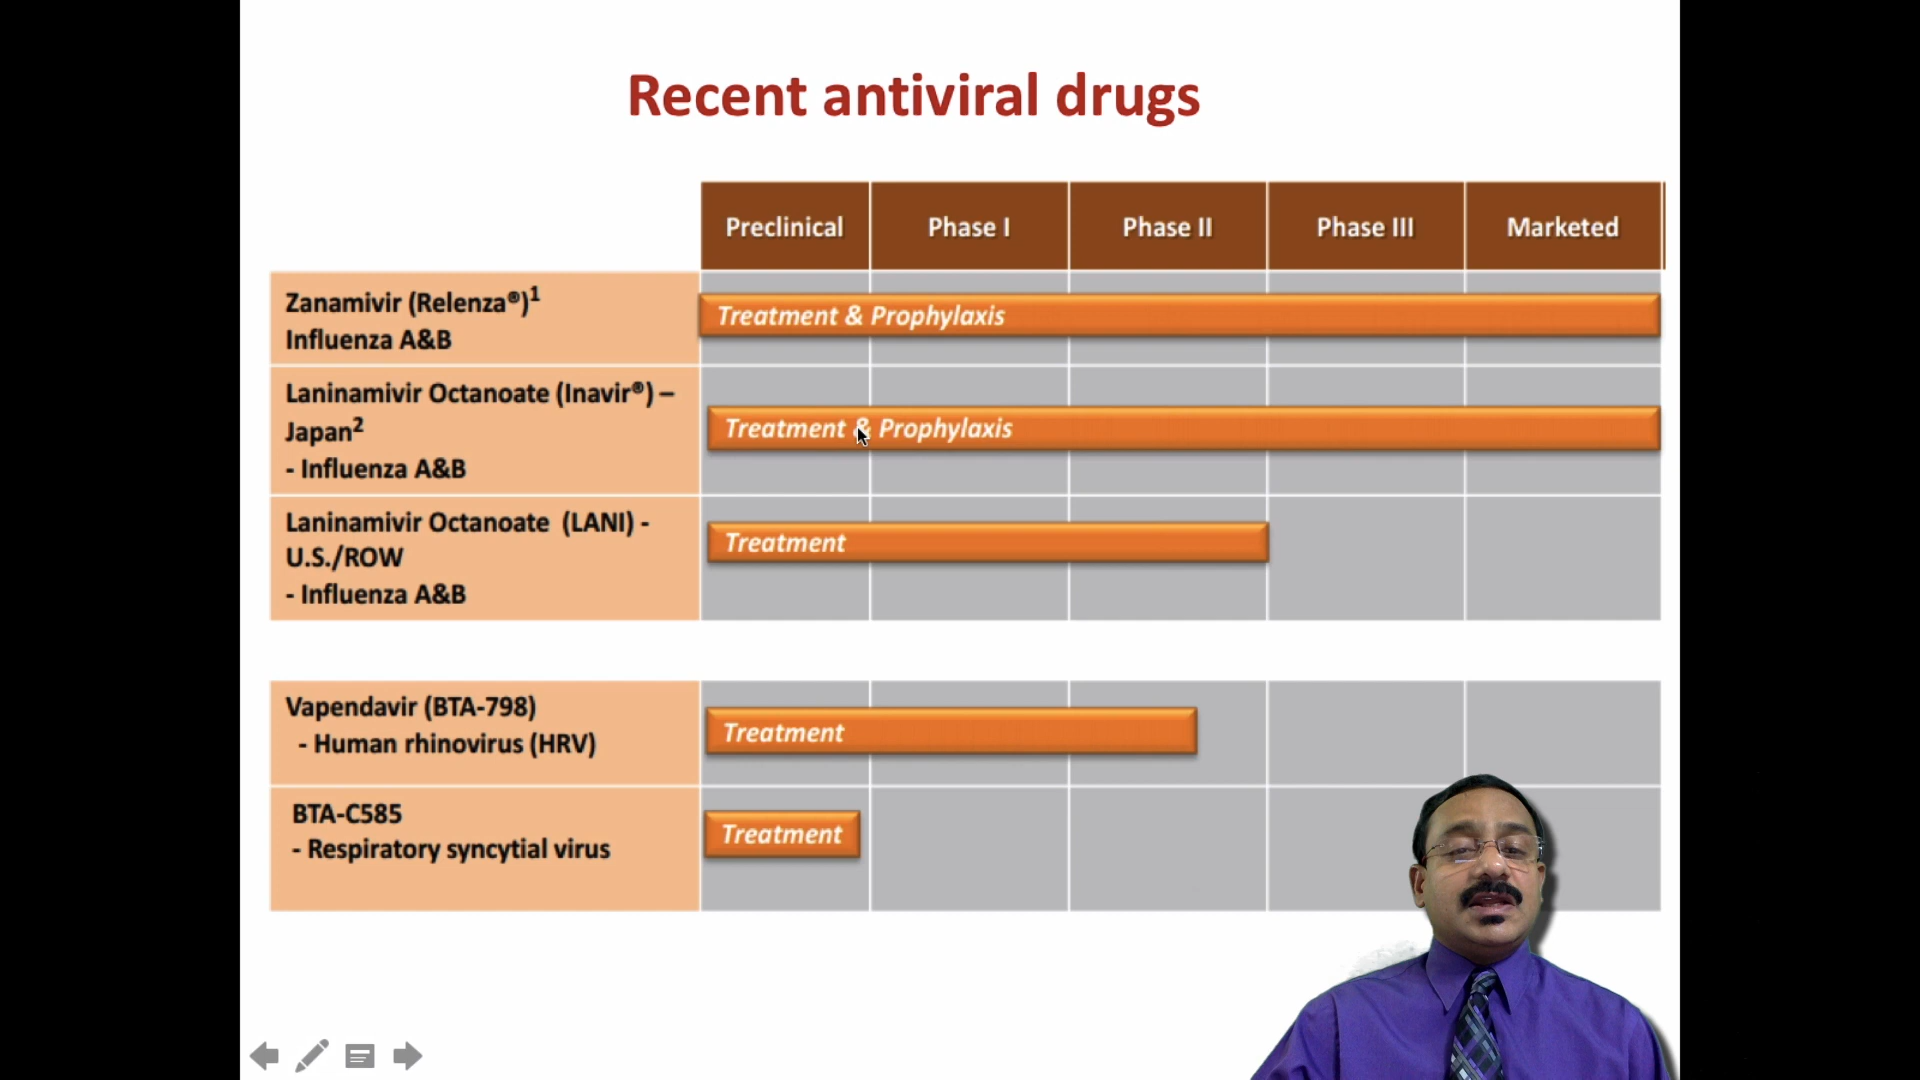 Recent antiviral drugs
Preclinical Phase I Phase II Phase III Marketed
Zanamivir (Relenza®)1
Influenza A&B
Treatment & Prophylaxis
Laninamivir Octanoate (Inavir®) –
Japan2
- Influenza A&B
Treatment & Prophylaxis
Laninamivir Octanoate (LANI) -
U.S./ROW
- Influenza A&B
Treatment
Vapendavir (BTA-798)
- Human rhinovirus (HRV)
Treatment
BTA-C585
- Respiratory syncytial virus
Treatment